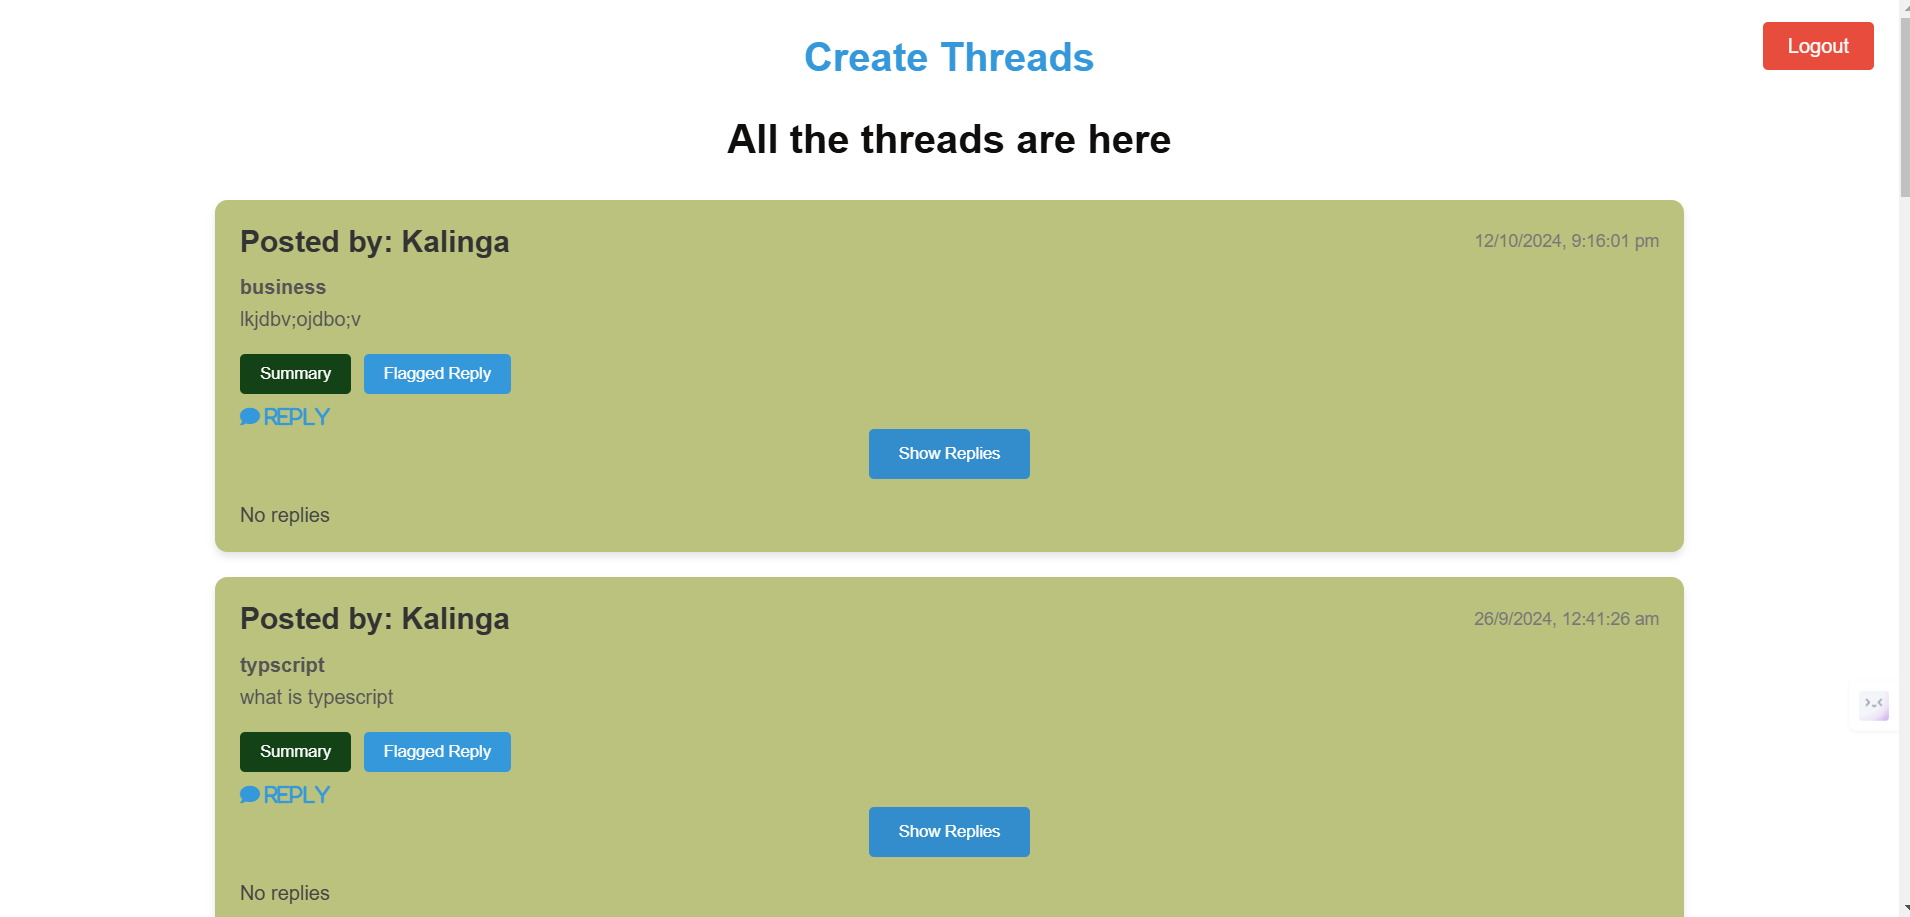 Logout
Create Threads
All the threads are here
Posted by: Kalinga
12/10/2024, 9:16:01 pm
business
lkjdbv;ojdbo;v
Summary
Flagged Reply
REPLY
Show Replies
No replies
Posted by: Kalinga
26/9/2024, 12:41:26 am
typscript
what is typescript
Summary
Flagged Reply
REPLY
Show Replies
No replies